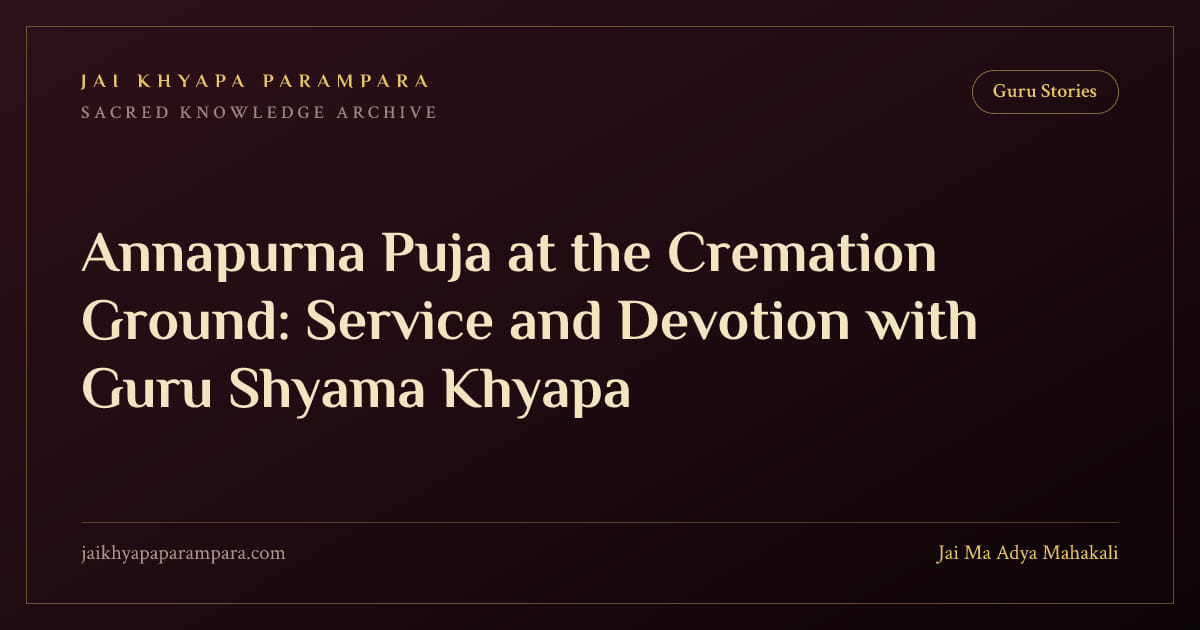 JAI KHYAPA PARAMPARA
SACRED KNOWLEDGE ARCHIVE
Guru Stories
Annapurna Puja at the Cremation
Ground: Service and Devotion with
Guru Shyama Khyapa
jaikhyapaparampara.com
Jai Ma Adya Mahakali